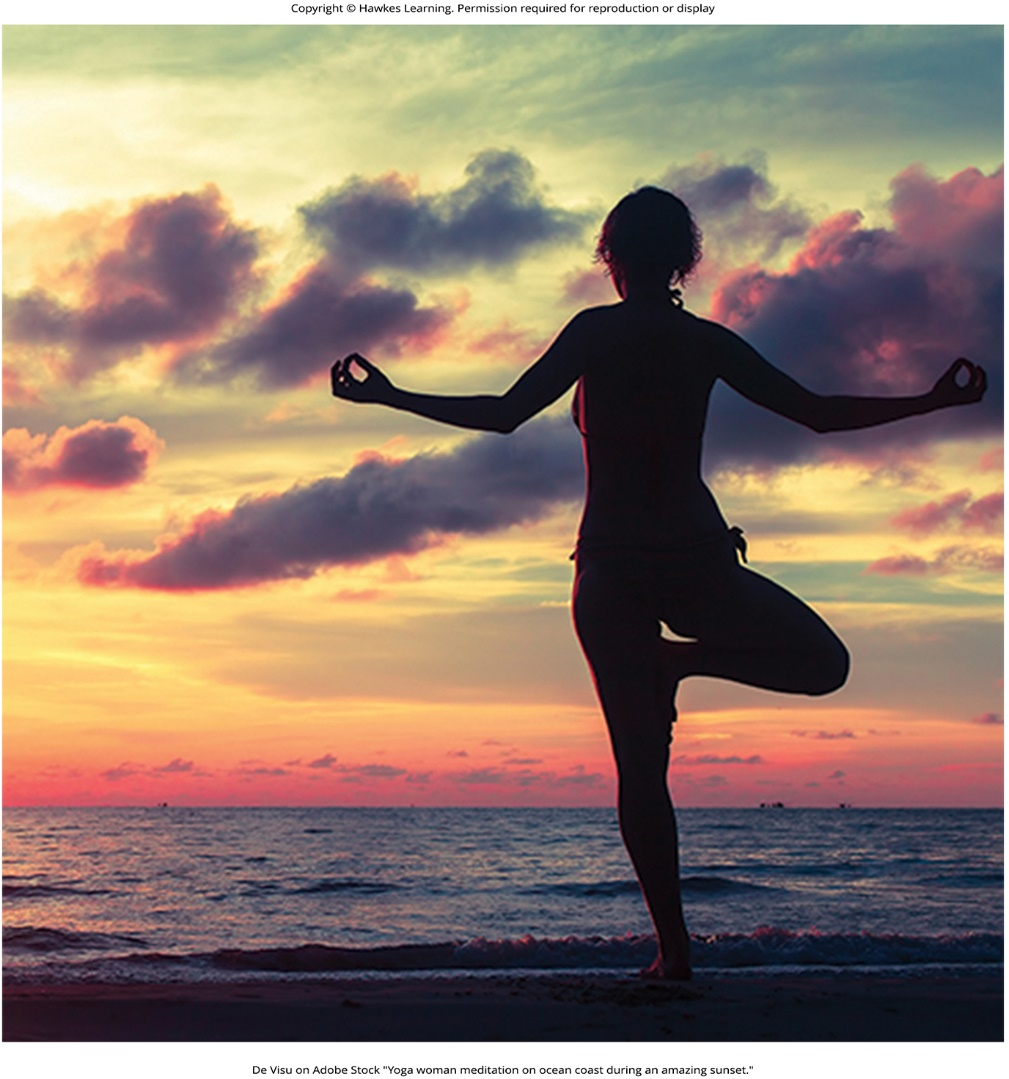 Copyright © Hawkes Learning. Permission required for reproduction or display
De Visu on Adobe Stock "Yoga woman meditation on ocean coast during an amazing sunset."